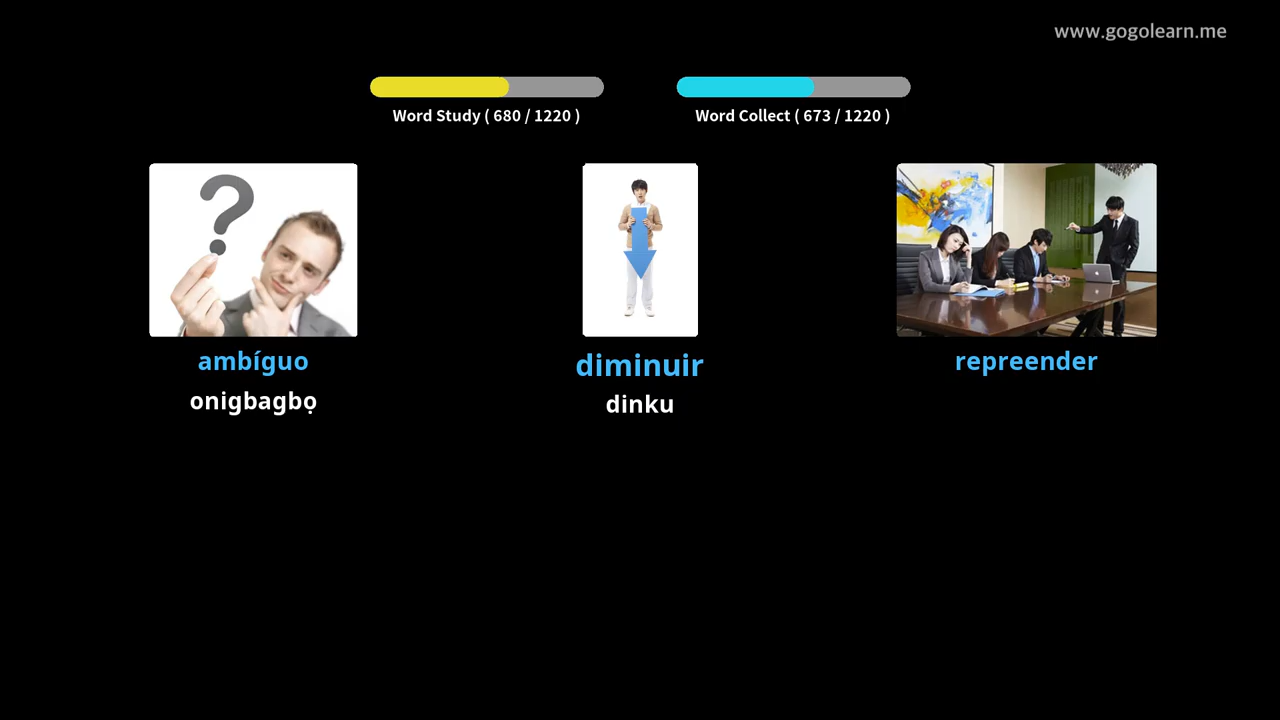 www.gogolearn.me
Word Study ( 680 / 1220 )
Word Collect ( 673 / 1220 )
ambíguo
onigbagbọ
diminuir
dinku
repreender